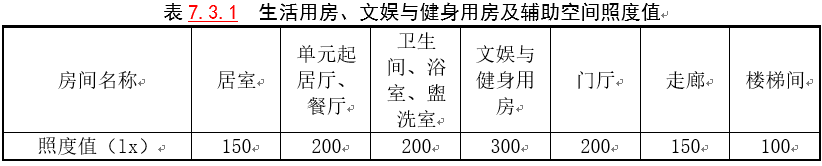 表 7.3.1 生活用房、文娱与健身用房及辅助空间照度值
房间名称 居室 单元起居厅、餐厅 卫生间、浴室、盥洗室 文娱与健身用房 门厅 走廊 楼梯间
照度值（lx） 150 200 200 300 200 150 100